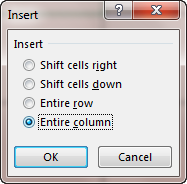 Insert
?
Insert
Shift cells right
Shift cells down
Entire row
Entire column
OK Cancel